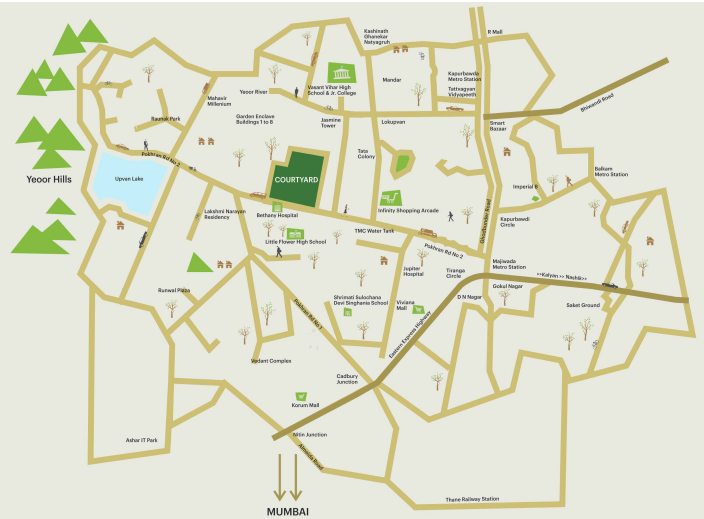 Kashinath
Ghanekar
Natyagruh
R Mall
Mandar
Kapurbawda
Metro Station
Tattvagyan
Vidyapeeth
Vasant Vihar High
School & Jr. College
Yeoor River
Mahavir
Millenium
Bhiwandi Road
Raunak Park
Garden Enclave
Buildings 1 to 8
Jasmine
Tower
Lokupvan
Smart
Bazaar
Pokhran Rd No 2
Tata
Colony
Yeoor Hills
Upvan Lake
COURTYARD
Balkum
Metro Station
Imperial B
Lakshmi Narayan
Residency
Bethany Hospital
Infinity Shopping Arcade
Ghodbunder Road
Kapurbawdi
Circle
TMC Water Tank
Little Flower High School
Pokhran Rd No 2
Majiwada
Metro Station
Jupiter
Hospital
Tiranga
Circle
>>Kalyan >> Nashik>>
Runwal Plaza
Gokul Nagar
D N Nagar
Saket Ground
Shrimati Sulochana
Devi Singhania School
Viviana
Mall
Pokhran Rd No 1
Eastern Express Highway
Vedant Complex
Cadbury
Junction
Korum Mall
Nitin Junction
Ashar IT Park
Almeida Road
Thane Railway Station
MUMBAI